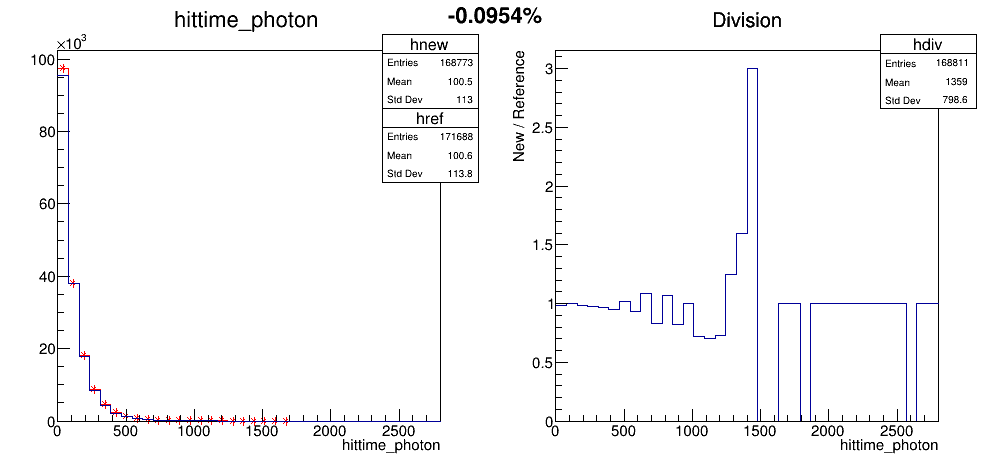 -0.0954%
hittime_photon
×10³
hnew
Entries 168773
Mean 100.5
Std Dev 113
href
Entries 171688
Mean 100.6
Std Dev 113.8
100
80
60
40
20
0
0 500 1000 1500 2000 2500
hittime_photon
Division
hdiv
Entries 168811
Mean 1359
Std Dev 798.6
New / Reference
3
2.5
2
1.5
1
0.5
0
0 500 1000 1500 2000 2500
hittime_photon